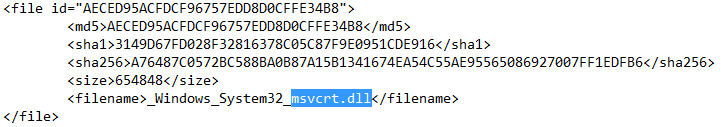 <file id="AECED95ACFDCF96757EDD8D0CFFE34B8">
<md5>AECED95ACFDCF96757EDD8D0CFFE34B8</md5>
<sha1>3149D67FD028F32816378C05C87F9E0951CDE916</sha1>
<sha256>A76487C0572BC588BA0B87A15B1341674EA54C55AE95565086927007FF1EDFB6</sha256>
<size>654848</size>
<filename>_Windows_System32_msvcrt.dll</filename>
</file>